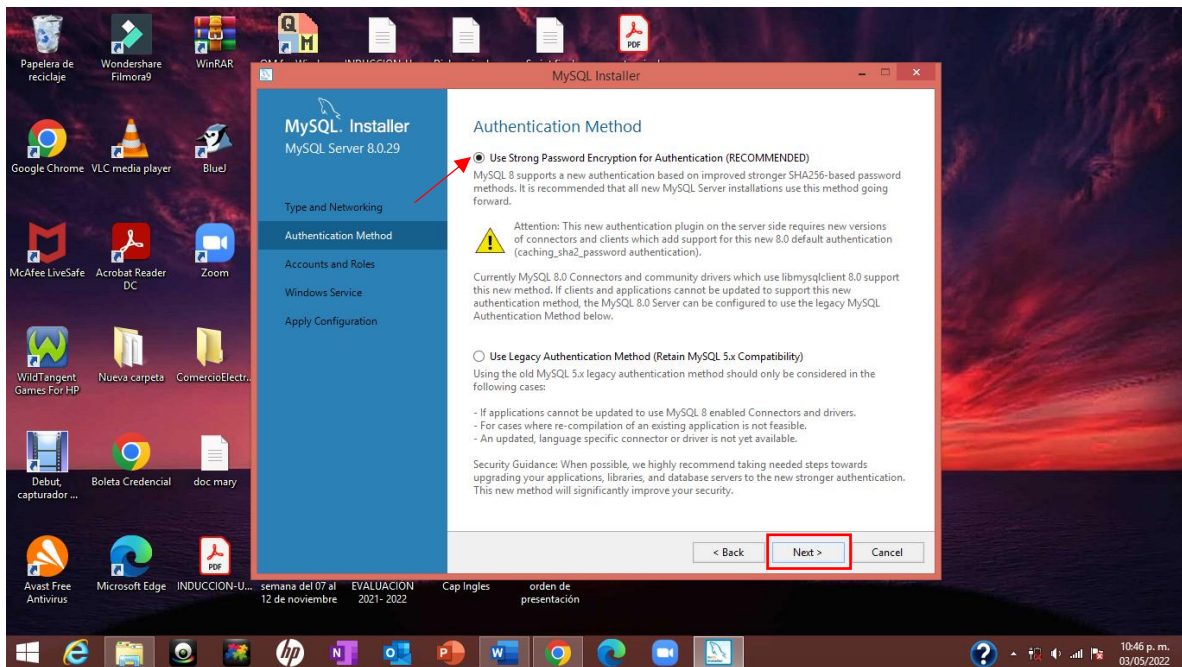 Papelera de
reciclaje
Wondershare
Filmora9
WinRAR
PDF
MySQL Installer
MySQL. Installer
MySQL Server 8.0.29
Type and Networking
Authentication Method
Accounts and Roles
Windows Service
Apply Configuration
Authentication Method
Use Strong Password Encryption for Authentication (RECOMMENDED)
MySQL 8 supports a new authentication based on improved stronger SHA256-based password
methods. It is recommended that all new MySQL Server installations use this method going
forward.
Attention: This new authentication plugin on the server side requires new versions
of connectors and clients which add support for this new 8.0 default authentication
(caching_sha2_password authentication).
Currently MySQL 8.0 Connectors and community drivers which use libmysqlclient 8.0 support
this new method. If clients and applications cannot be updated to support this new
authentication method, the MySQL 8.0 Server can be configured to use the legacy MySQL
Authentication Method below.
Use Legacy Authentication Method (Retain MySQL 5.x Compatibility)
Using the old MySQL 5.x legacy authentication method should only be considered in the
following cases:
- If applications cannot be updated to use MySQL 8 enabled Connectors and drivers.
- For cases where re-compilation of an existing application is not feasible.
- An updated, language specific connector or driver is not yet available.
Security Guidance: When possible, we highly recommend taking needed steps towards
upgrading your applications, libraries, and database servers to the new stronger authentication.
This new method will significantly improve your security.
< Back
Next >
Cancel
Google Chrome
VLC media player
BlueJ
McAfee LiveSafe
Acrobat Reader
DC
Zoom
WildTangent
Games For HP
Nueva carpeta
ComercioElectr...
Debut,
capturador ...
Boleta Credencial
doc mary
Avast Free
Antivirus
Microsoft Edge
PDF
INDUCCION-U...
semana del 07 al
12 de noviembre
EVALUACIÓN
2021- 2022
Cap Ingles
orden de
presentación
10:46 p. m.
03/05/2022